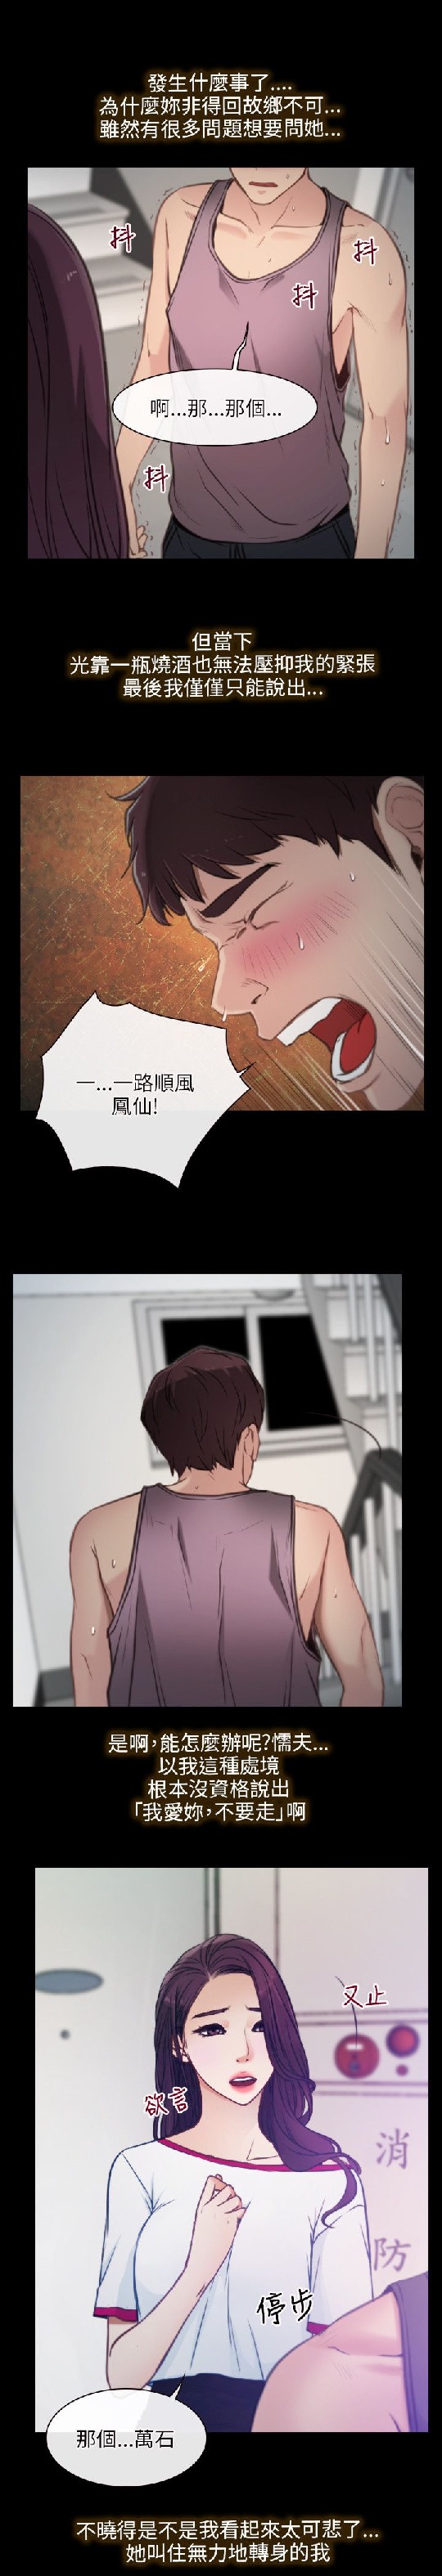 發生什麼事了....
為什麼妳非得回故鄉不可...
雖然有很多問題想要問她...
抖
抖
抖
啊...那...那個...
抖
但當下
光靠一瓶燒酒也無法壓抑我的緊張
最後我僅僅只能說出...
一...一路順風
鳳仙!
是啊,能怎麼辦呢?懦夫...
以我這種處境
根本沒資格說出
「我愛妳,不要走」啊
又止
欲言
消
防
停步
那個...萬石
不曉得是不是我看起來太可悲了...
她叫住無力地轉身的我